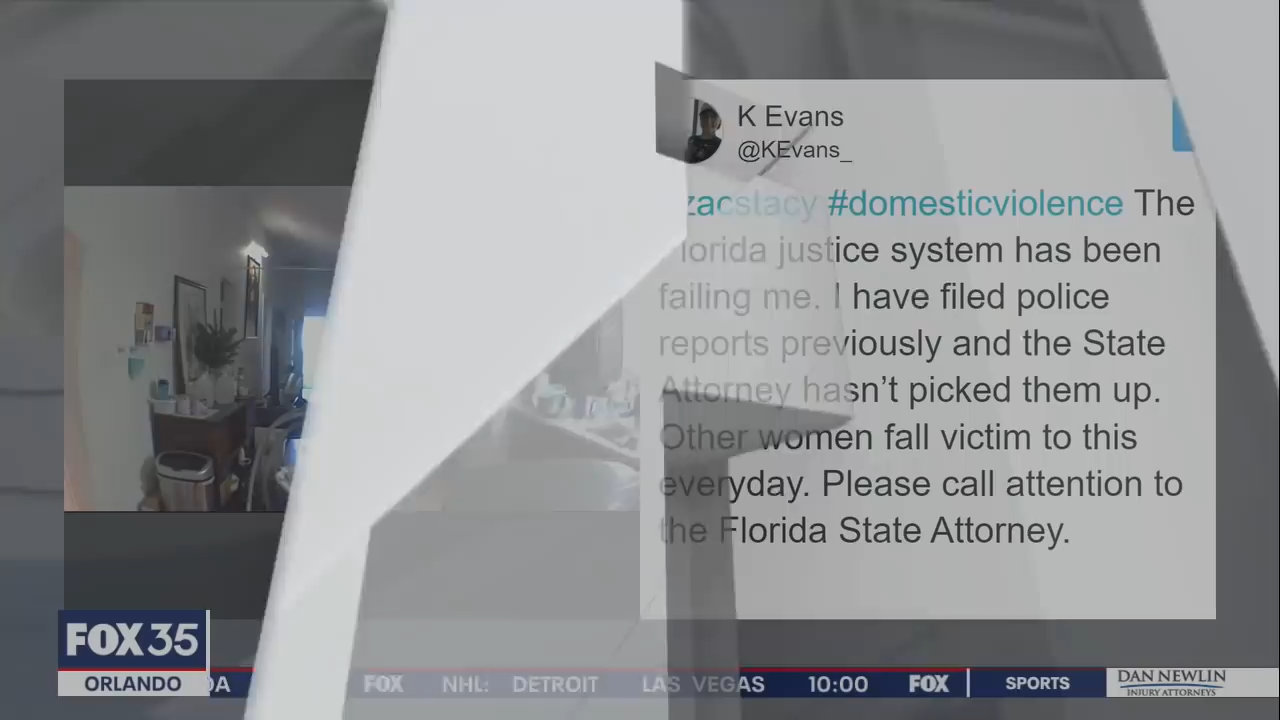 K Evans
@KEvans_
zacstacy #domesticviolence The
lorida justice system has been
failing me. I have filed police
reports previously and the State
Attorney hasn't picked them up.
Other women fall victim to this
everyday. Please call attention to
the Florida State Attorney.
FOX 35
ORLANDO
DA FOX NHL: DETROIT LAS VEGAS 10:00 FOX SPORTS
DAN NEWLIN
INJURY ATTORNEYS